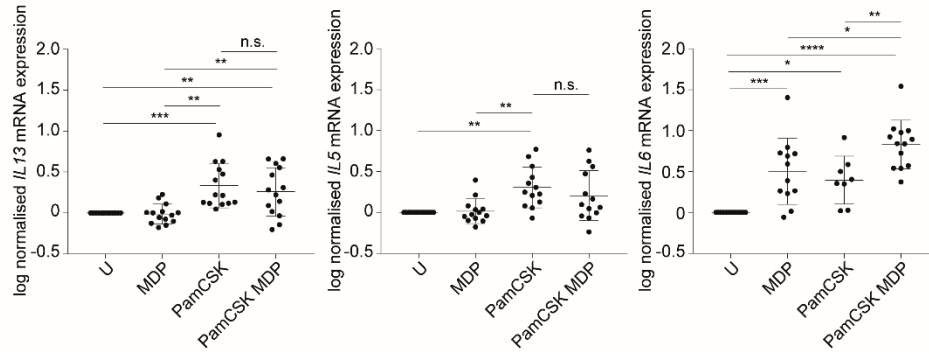 log normalised IL13 mRNA expression
2.0
1.5
1.0
0.5
0
-0.5
n.s.
**
**
**
***
U
MDP
PamCSK
PamCSK MDP
log normalised IL5 mRNA expression
2.0
1.5
1.0
0.5
0
-0.5
n.s.
**
**
U
MDP
PamCSK
PamCSK MDP
log normalised IL6 mRNA expression
2.0
1.5
1.0
0.5
0
-0.5
**
*
****
*
***
U
MDP
PamCSK
PamCSK MDP